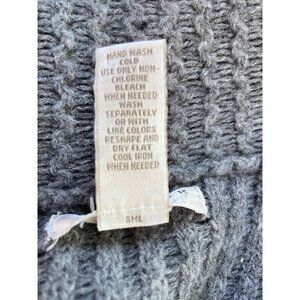 HAND WASH
COLD
USE ONLY NON-
CHLORINE
BLEACH
WHEN NEEDED
WASH
SEPARATELY
OR WITH
LIKE COLORS
RESHAPE AND
DRY FLAT
COOL IRON
WHEN NEEDED
SML